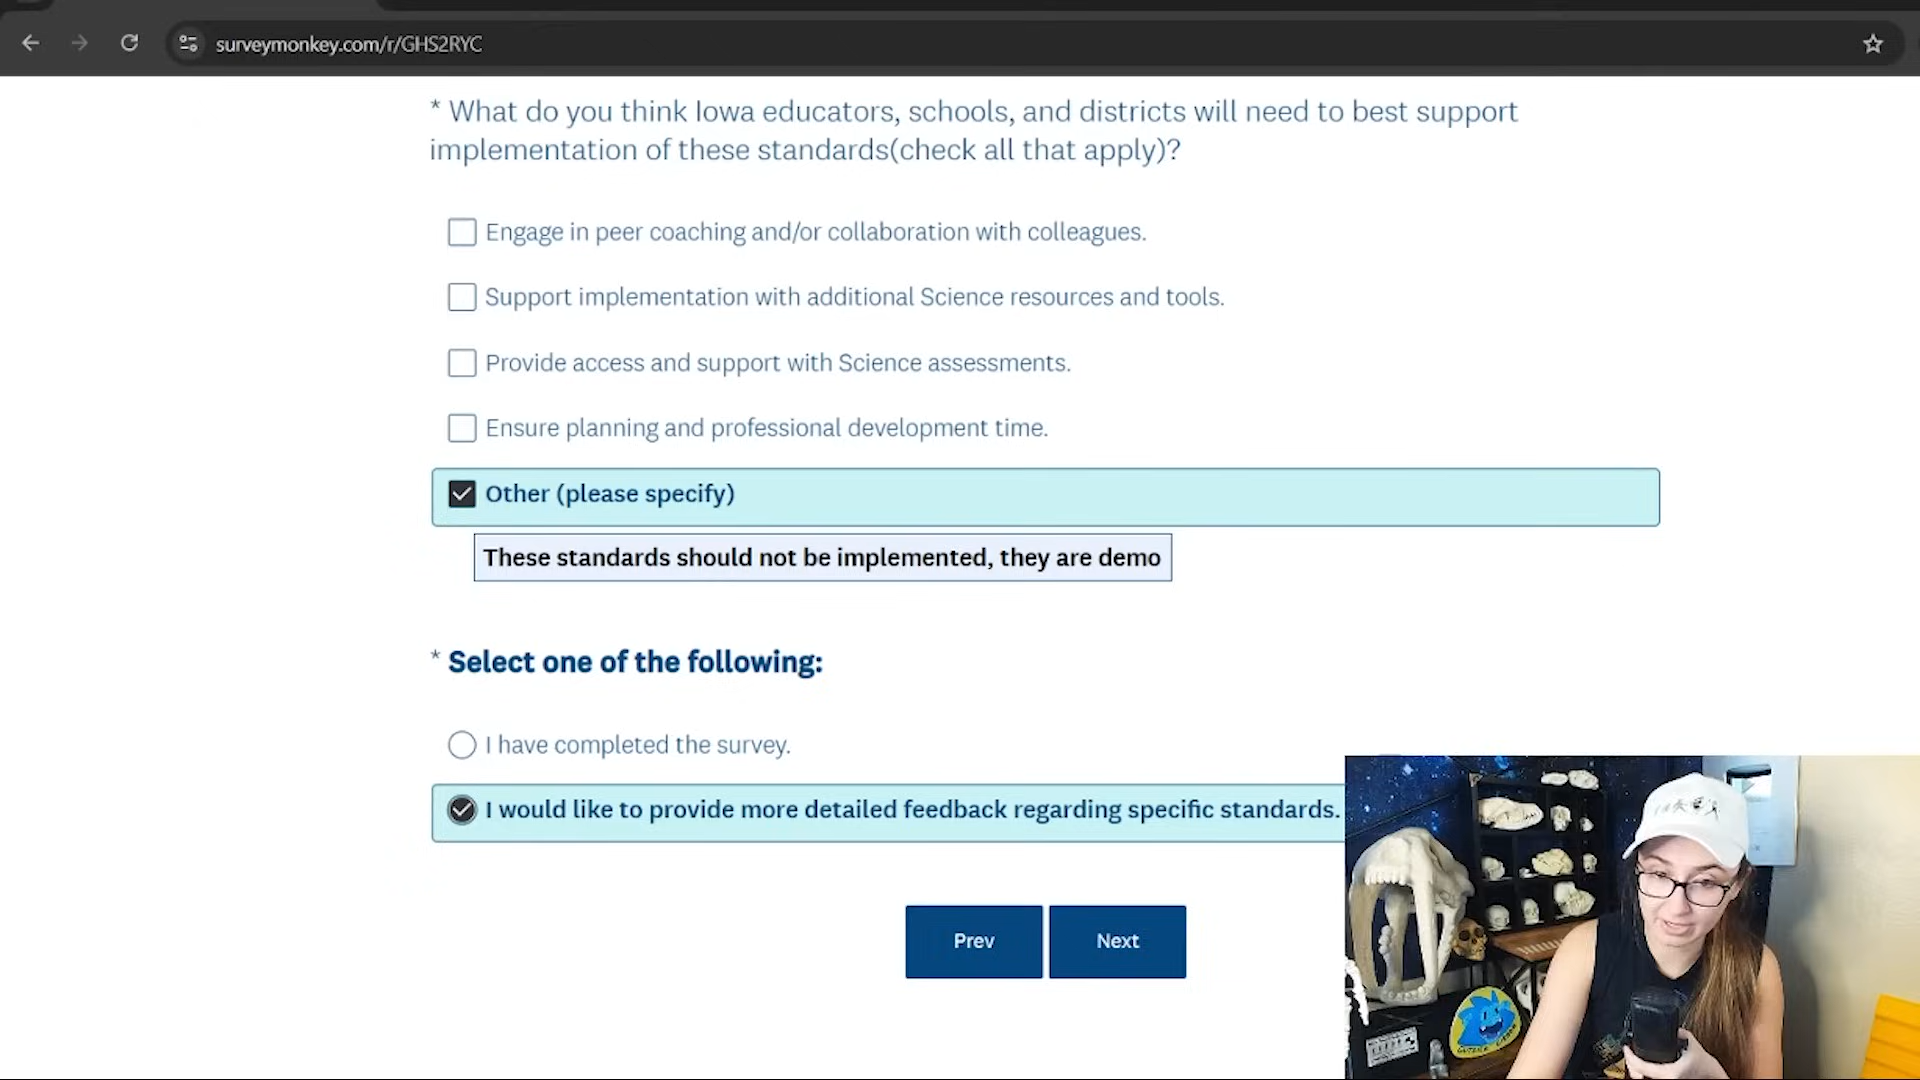 surveymonkey.com/r/GHS2RYC
* What do you think Iowa educators, schools, and districts will need to best support
implementation of these standards(check all that apply)?
Engage in peer coaching and/or collaboration with colleagues.
Support implementation with additional Science resources and tools.
Provide access and support with Science assessments.
Ensure planning and professional development time.
Other (please specify)
These standards should not be implemented, they are demo
* Select one of the following:
I have completed the survey.
I would like to provide more detailed feedback regarding specific standards.
Prev
Next